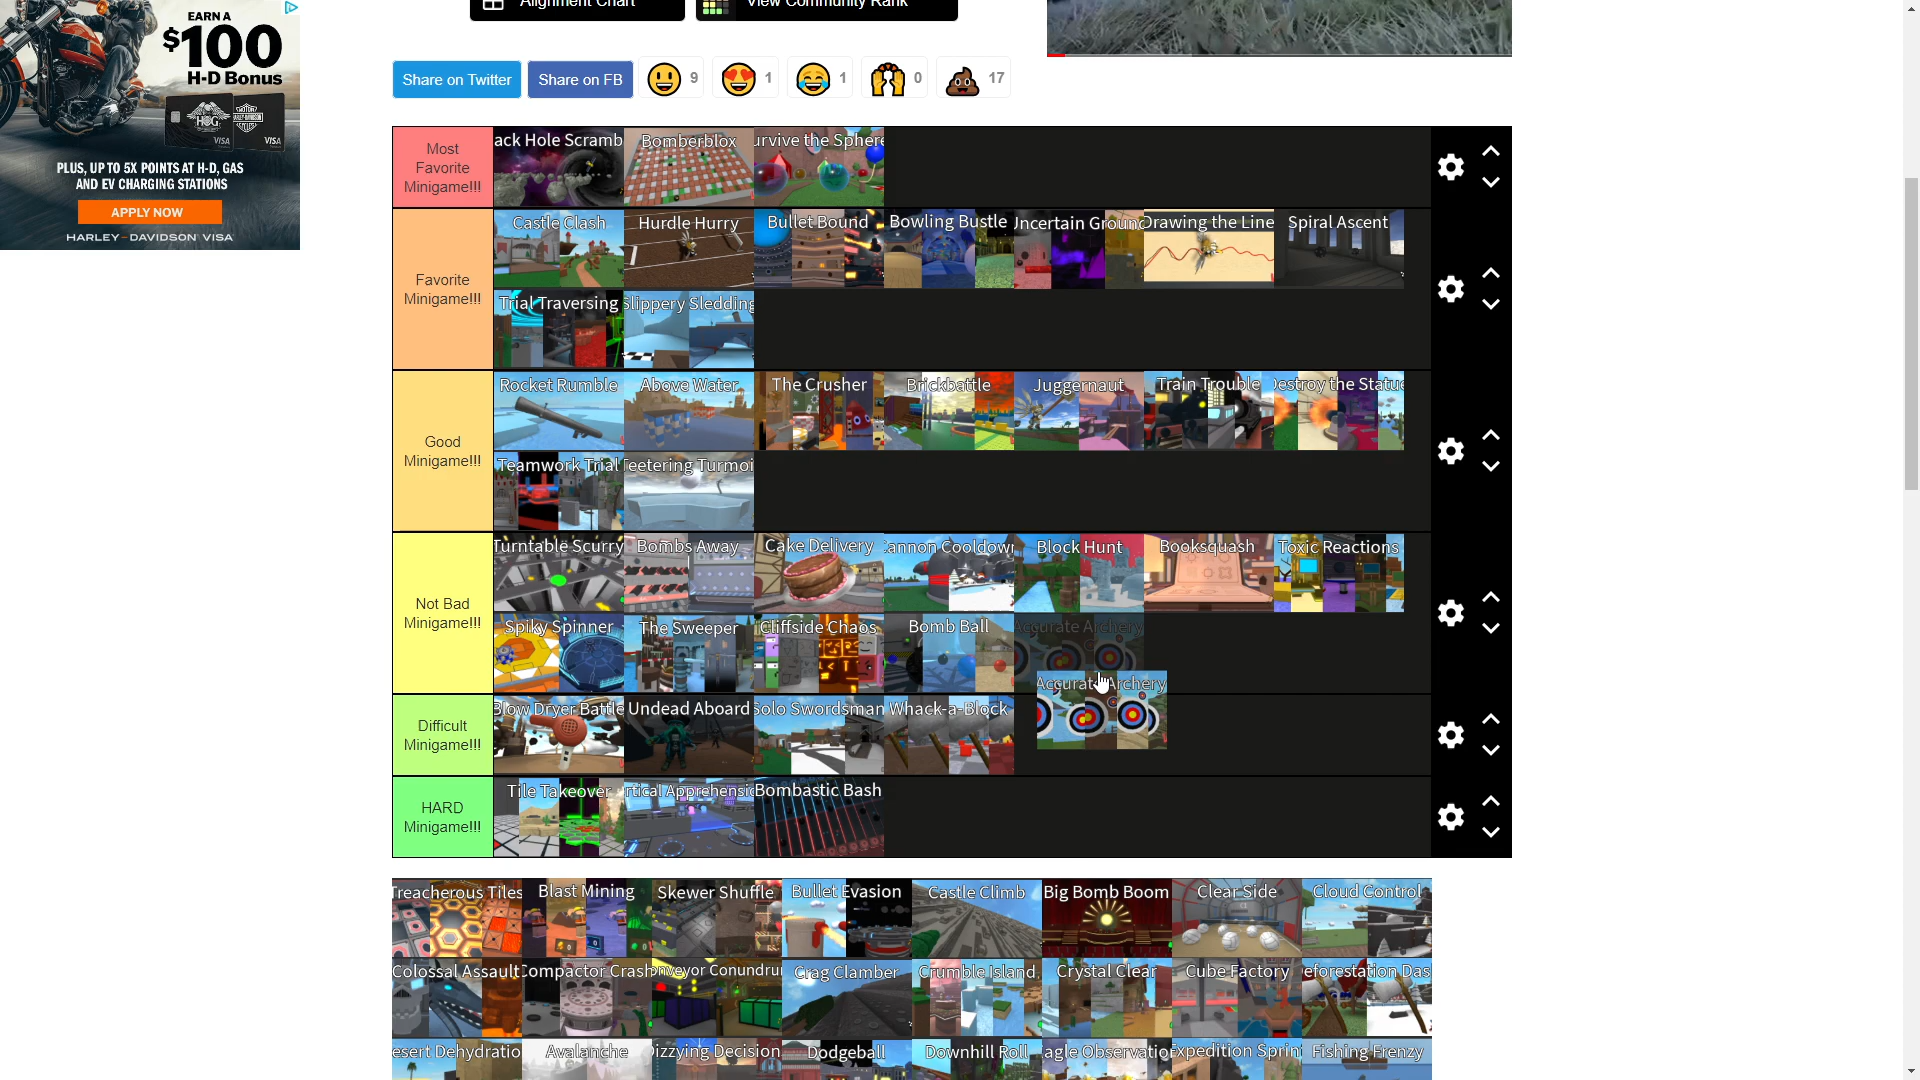 EARN A
$100
H-D Bonus
VISA
VISA
PLUS, UP TO 5X POINTS AT H-D, GAS
AND EV CHARGING STATIONS
APPLY NOW
HARLEY-DAVIDSON VISA
Alignment Chart
View Community Rank
Share on Twitter
Share on FB
9
1
1
0
17
Most
Favorite
Minigame!!!
ack Hole Scramb
Bomberblox
urvive the Sphere
Favorite
Minigame!!!
Castle Clash
Hurdle Hurry
Bullet Bound
Bowling Bustle
Uncertain Ground
Drawing the Line
Spiral Ascent
Trial Traversing
Slippery Sledding
Good
Minigame!!!
Rocket Rumble
Above Water
The Crusher
Brickbattle
Juggernaut
Train Trouble
Destroy the Statue
Teamwork Trial
Teetering Turmoi
Not Bad
Minigame!!!
Turntable Scurry
Bombs Away
Cake Delivery
Cannon Cooldown
Block Hunt
Booksquash
Toxic Reactions
Spiky Spinner
The Sweeper
Cliffside Chaos
Bomb Ball
Accurate Archery
Accurate Archery
Difficult
Minigame!!!
Blow Dryer Battle
Undead Aboard
Solo Swordsman
Whack-a-Block
HARD
Minigame!!!
Tile Takeover
rtical Apprehensio
Bombastic Bash
Treacherous Tiles
Blast Mining
Skewer Shuffle
Bullet Evasion
Castle Climb
Big Bomb Boom
Clear Side
Cloud Control
Colossal Assault
Compactor Crash
onveyor Conundrum
Crag Clamber
Crumble Island
Crystal Clear
Cube Factory
eforestation Das
esert Dehydratio
Avalanche
Dizzying Decision
Dodgeball
Downhill Roll
agle Observatio
Expedition Sprin
Fishing Frenzy